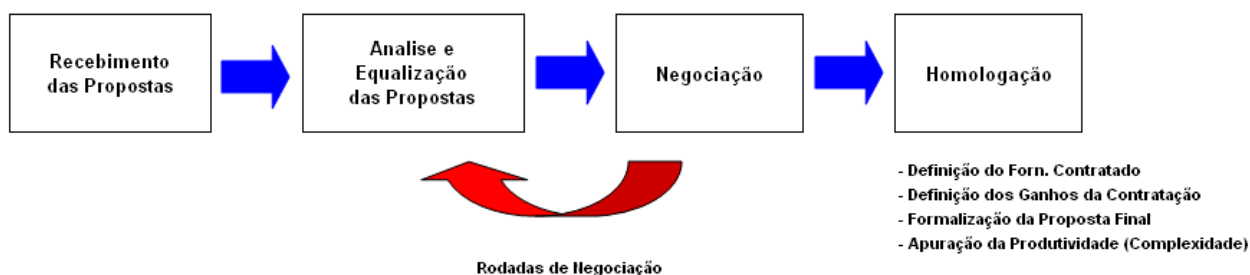 Recebimento
das Propostas
Analise e
Equalização
das Propostas
Negociação
Homologação
- Definição do Forn. Contratado
- Definição dos Ganhos da Contratação
- Formalização da Proposta Final
- Apuração da Produtividade (Complexidade)
Rodadas de Negociação